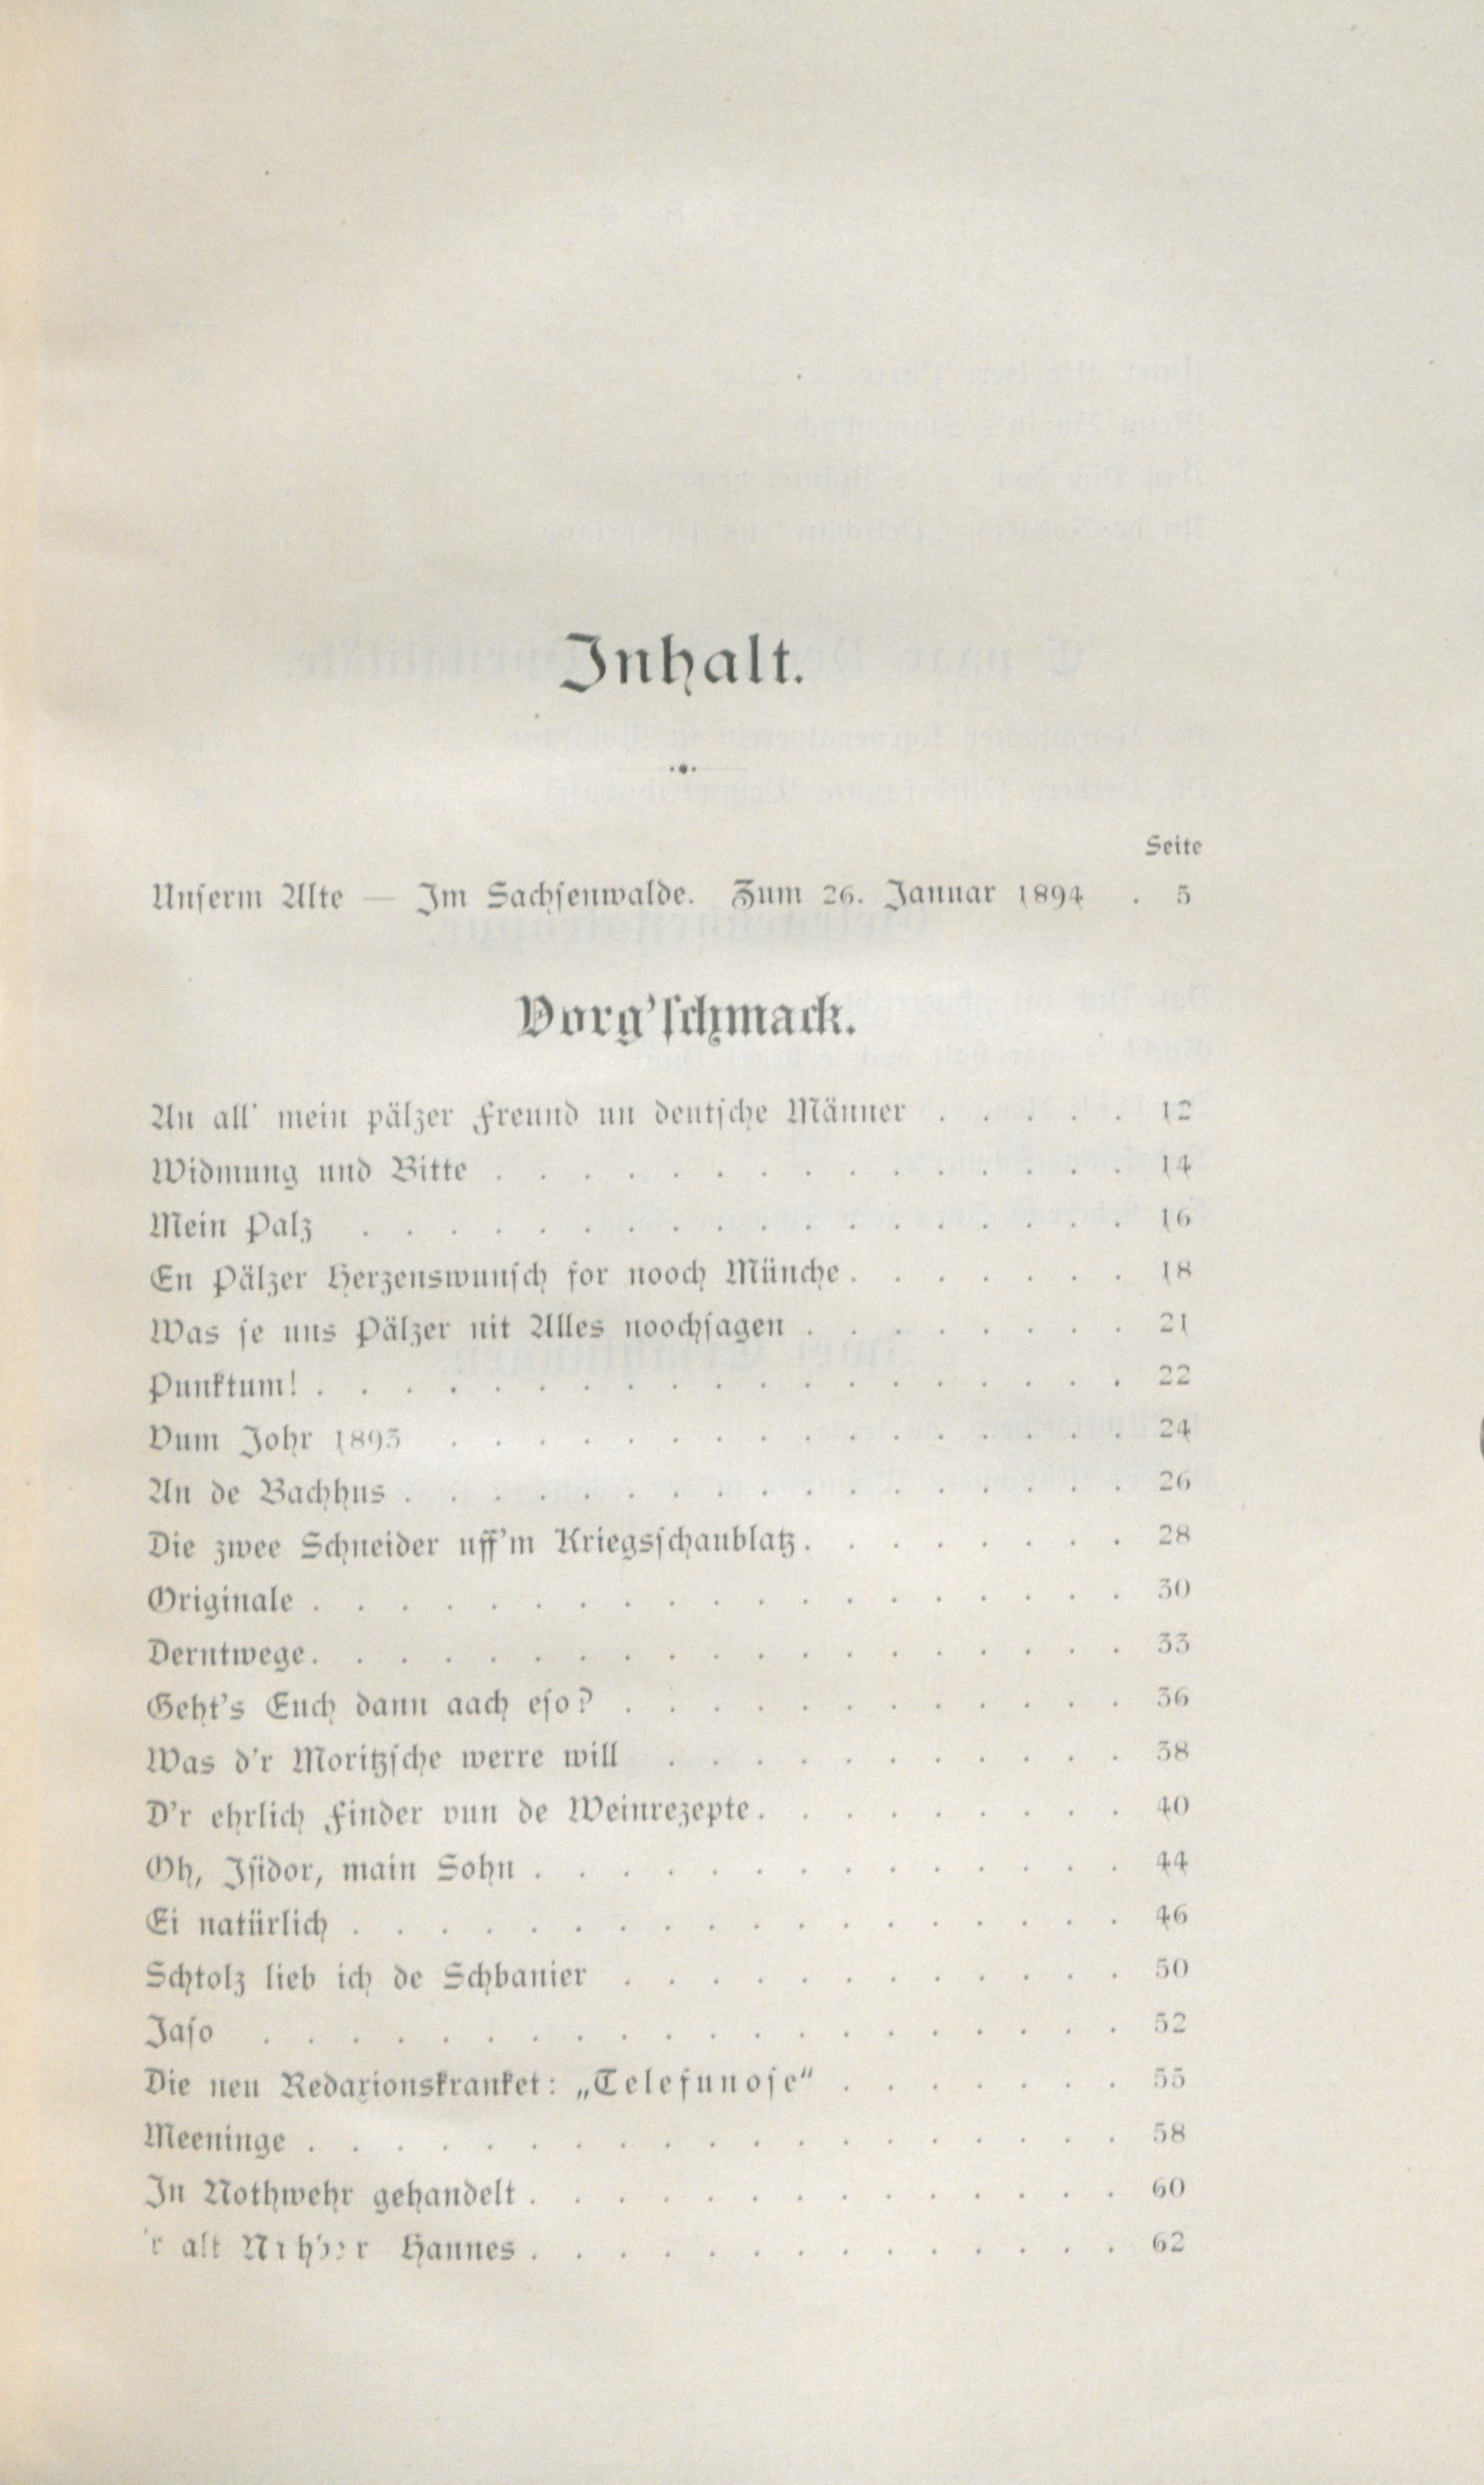 Inhalt.
Seite
Unserm Alte — Im Sachsenwalde. Zum 26. Januar 1894 . 5
Vorg'schmack.
An all' mein pälzer Freund un deutsche Männer . . . . . 12
Widmung und Bitte . . . . . . . . . . . . . . . 14
Mein Palz . . . . . . . . . . . . . . . . . . 16
En Pälzer Herzenswunsch for nooch Münche . . . . . . . 18
Was se uns Pälzer nit Alles noochsagen . . . . . . . . 21
Punktum! . . . . . . . . . . . . . . . . . . . 22
Vum Johr 1893 . . . . . . . . . . . . . . . . 24
An de Bachhus . . . . . . . . . . . . . . . . . 26
Die zwee Schneider uff'm Kriegsschaublatz . . . . . . . . 28
Originale . . . . . . . . . . . . . . . . . . . 30
Derntwege . . . . . . . . . . . . . . . . . . . 33
Geht's Euch dann aach eso? . . . . . . . . . . . . 36
Was d'r Moritzsche werre will . . . . . . . . . . . 38
D'r ehrlich Finder vun de Weinrezepte . . . . . . . . . 40
Oh, Isidor, main Sohn . . . . . . . . . . . . . . 44
Ei natürlich . . . . . . . . . . . . . . . . . . 46
Schtolz lieb ich de Schbanier . . . . . . . . . . . . 50
Jaso . . . . . . . . . . . . . . . . . . . . 52
Die neu Redaxionskranket: „Telefunose“ . . . . . . . 55
Meeninge . . . . . . . . . . . . . . . . . . . 58
In Nothwehr gehandelt . . . . . . . . . . . . . . 60
'r alt Hannes . . . . . . . . . . . . . . 62